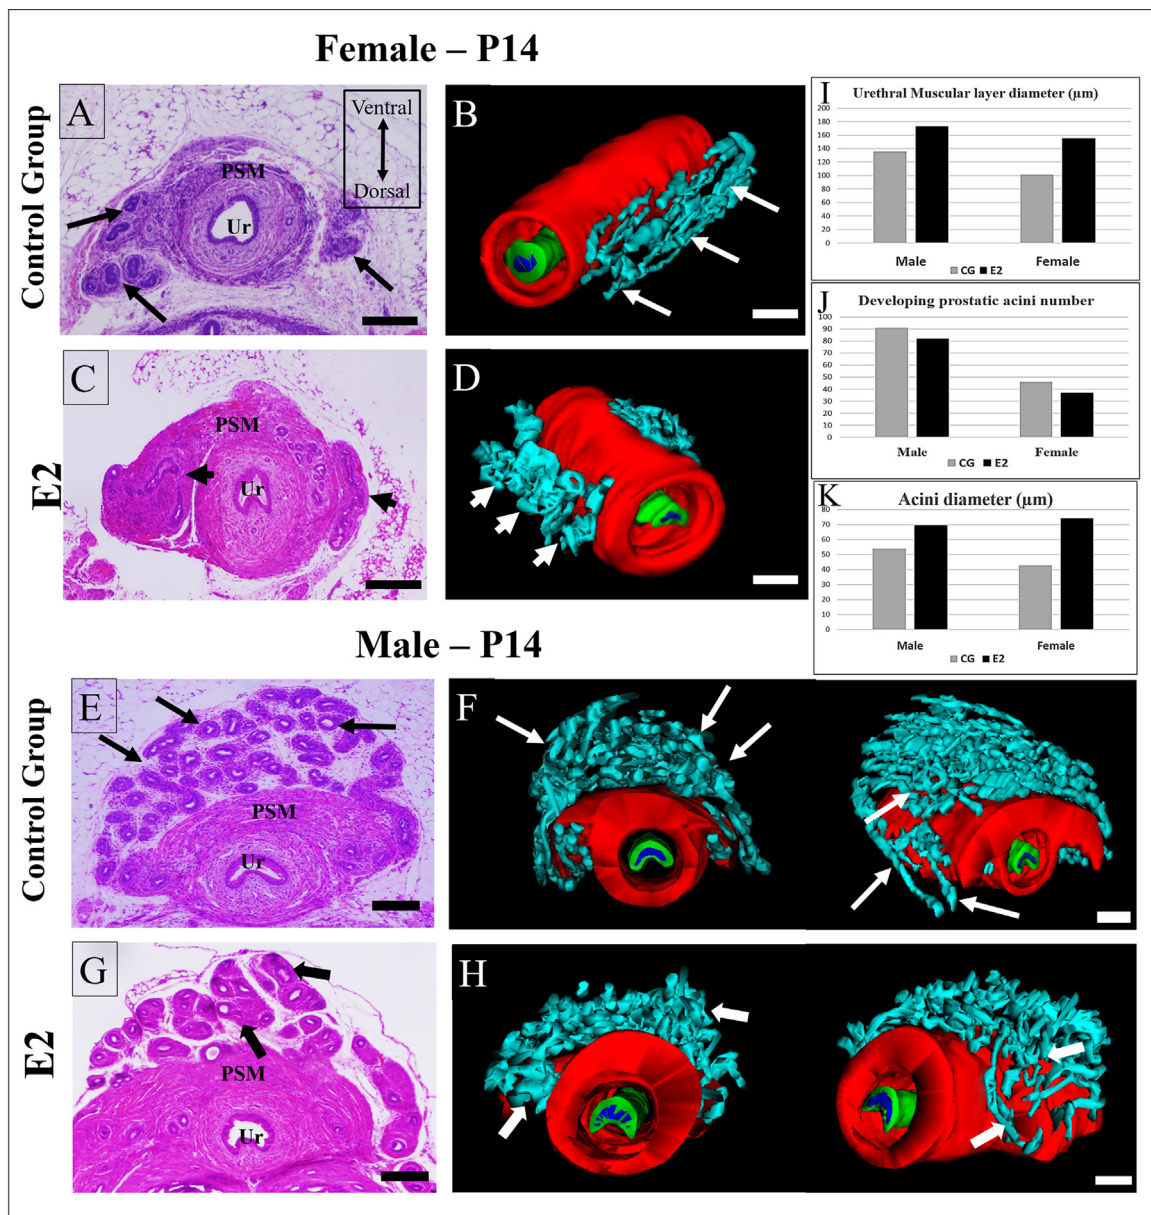 Female – P14
Control Group
A
Ventral
Dorsal
PSM
Ur
B
E2
C
PSM
Ur
D
I
Urethral Muscular layer diameter (µm)
200
180
160
140
120
100
80
60
40
20
0
Male
Female
CG
E2
J
Developing prostatic acini number
100
90
80
70
60
50
40
30
20
10
0
Male
Female
CG
E2
K
Acini diameter (µm)
80
70
60
50
40
30
20
10
0
Male
Female
CG
E2
Male – P14
Control Group
E
PSM
Ur
F
E2
G
PSM
Ur
H